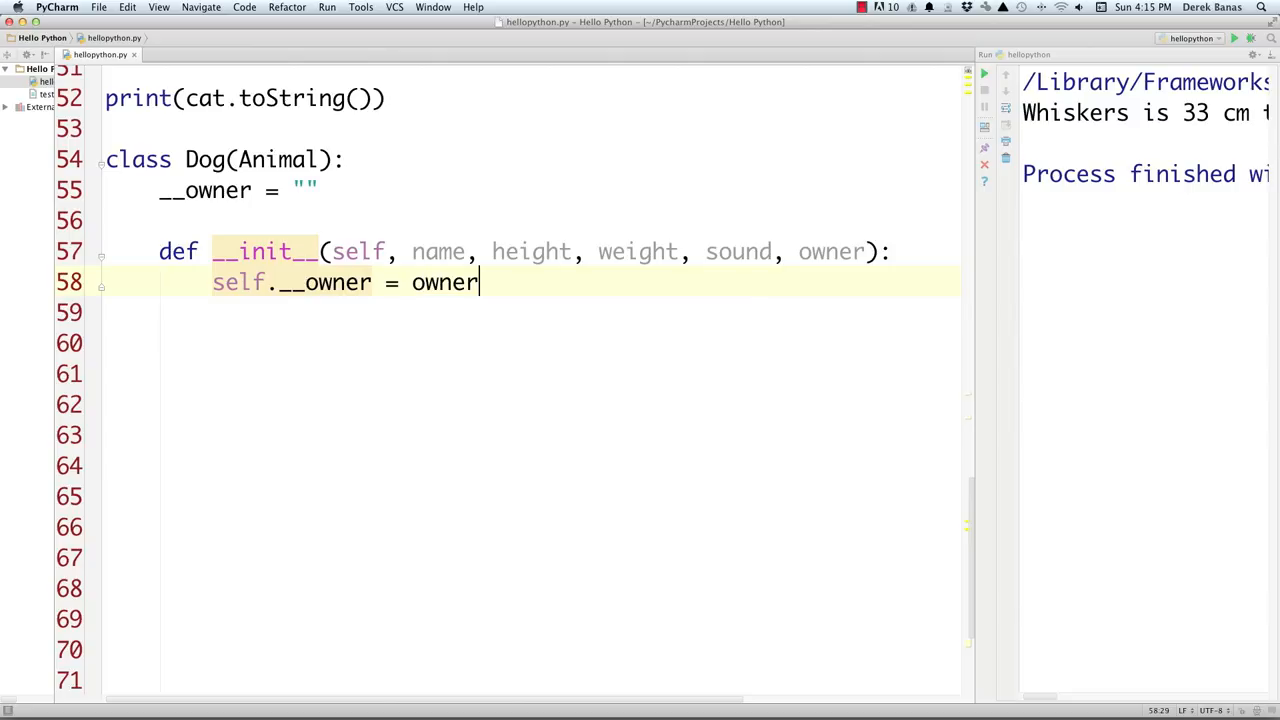 PyCharm File Edit View Navigate Code Refactor Run Tools VCS Window Help 10 Sun 4:15 PM Derek Banas
hellopython.py – Hello Python – [~/PycharmProjects/Hello Python]
Hello Python hellopython.py hellopython
hellopython.py × Run hellopython
Hello P
hell
test
Externa
51
52 print(cat.toString())
53
54 class Dog(Animal):
55 __owner = ""
56
57 def __init__(self, name, height, weight, sound, owner):
58 self.__owner = owner
59
60
61
62
63
64
65
66
67
68
69
70
71
/Library/Frameworks
Whiskers is 33 cm t
Process finished wi
58:29 LF UTF-8